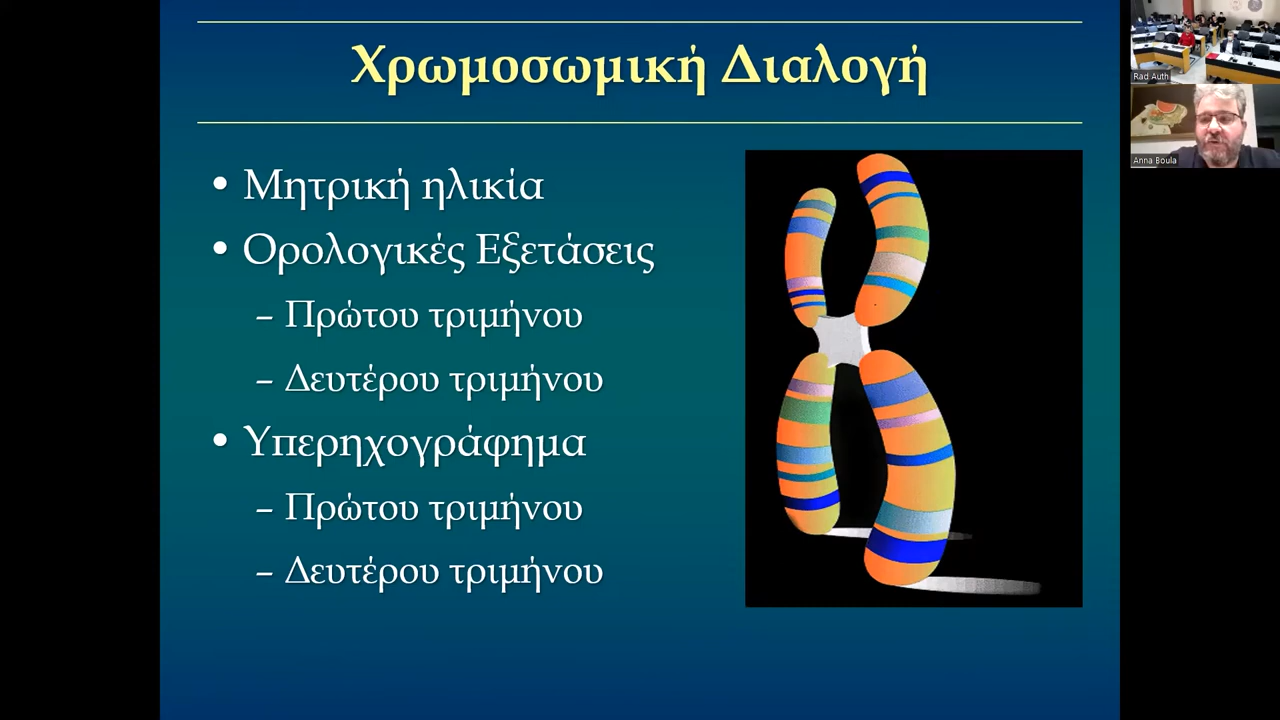 Χρωμοσωμική Διαλογή
• Μητρική ηλικία
• Ορολογικές Εξετάσεις
– Πρώτου τριμήνου
– Δευτέρου τριμήνου
• Υπερηχογράφημα
– Πρώτου τριμήνου
– Δευτέρου τριμήνου
Rad Auth
Anna Boula